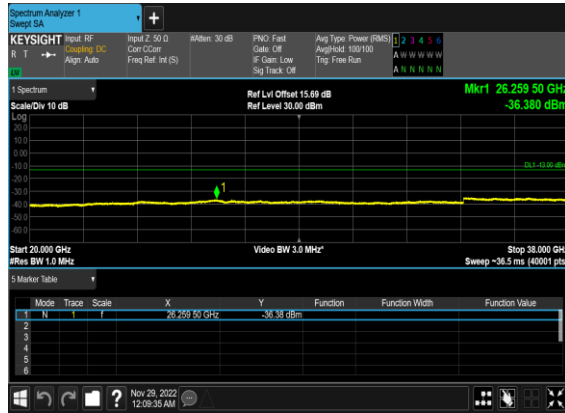 Spectrum Analyzer 1
Swept SA
KEYSIGHT Input: RF Input Z: 50 Ω #Atten: 30 dB PNO: Fast Avg Type: Power (RMS) 1 2 3 4 5 6
R T Coupling: DC Corr CCorr Gate: Off Avg|Hold: 100/100 A W W W W W
Align: Auto Freq Ref: Int (S) IF Gain: Low Trig: Free Run A N N N N N
LW Sig Track: Off
1 Spectrum Ref Lvl Offset 15.69 dB Mkr1 26.259 50 GHz
Scale/Div 10 dB Ref Level 30.00 dBm -36.380 dBm
Log
20.0
10.0
0.00
-10.0
DL1 -13.00 dBm
-20.0
1
-30.0
-40.0
-50.0
-60.0
Start 20.000 GHz Video BW 3.0 MHz* Stop 38.000 GHz
#Res BW 1.0 MHz Sweep ~36.5 ms (40001 pts)
5 Marker Table
Mode Trace Scale X Y Function Function Width Function Value
1 N 1 f 26.259 50 GHz -36.38 dBm
2
3
4
5
6
Nov 29, 2022
12:09:35 AM